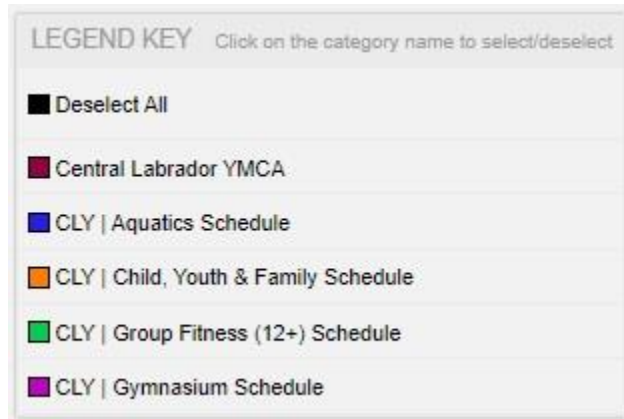 LEGEND KEY Click on the category name to select/deselect
Deselect All
Central Labrador YMCA
CLY | Aquatics Schedule
CLY | Child, Youth & Family Schedule
CLY | Group Fitness (12+) Schedule
CLY | Gymnasium Schedule